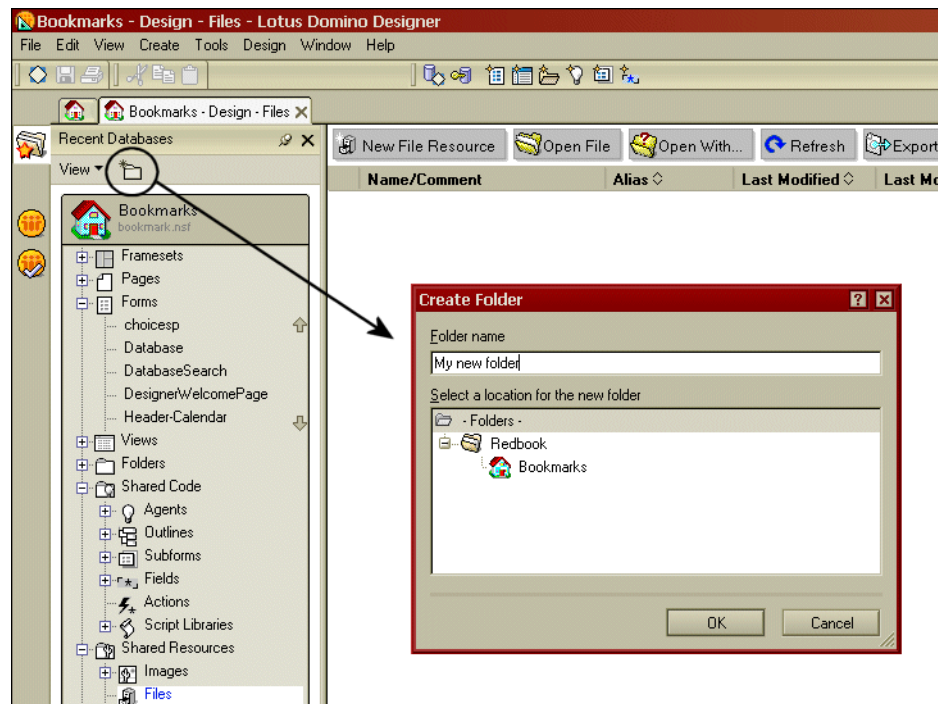 Bookmarks - Design - Files - Lotus Domino Designer
File Edit View Create Tools Design Window Help
Bookmarks - Design - Files
Recent Databases
View
New File Resource Open File Open With... Refresh Export
Name/Comment Alias Last Modified Last Mo
Bookmarks
bookmark.nsf
Framesets
Pages
Forms
choicesp
Database
DatabaseSearch
DesignerWelcomePage
Header-Calendar
Views
Folders
Shared Code
Agents
Outlines
Subforms
Fields
Actions
Script Libraries
Shared Resources
Images
Files
Create Folder
Folder name
My new folder
Select a location for the new folder
- Folders -
Redbook
Bookmarks
OK Cancel